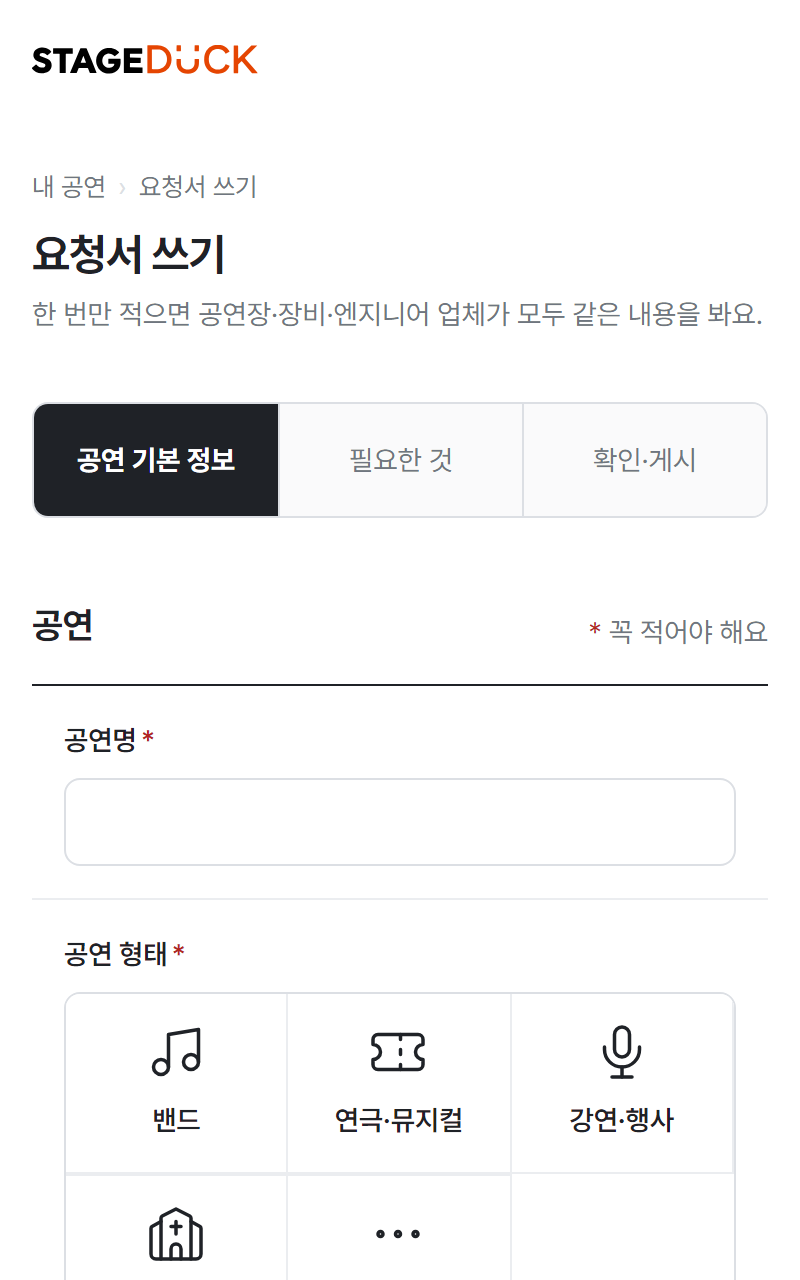 STAGEDUCK
내 공연 › 요청서 쓰기
요청서 쓰기
한 번만 적으면 공연장·장비·엔지니어 업체가 모두 같은 내용을 봐요.
공연 기본 정보 필요한 것 확인·게시
공연 * 꼭 적어야 해요
공연명 *
공연 형태 *
밴드 연극·뮤지컬 강연·행사